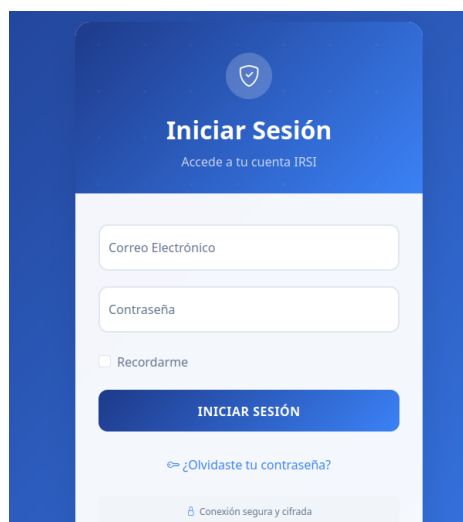 Iniciar Sesión
Accede a tu cuenta IRSI
Correo Electrónico
Contraseña
Recordarme
INICIAR SESIÓN
¿Olvidaste tu contraseña?
Conexión segura y cifrada